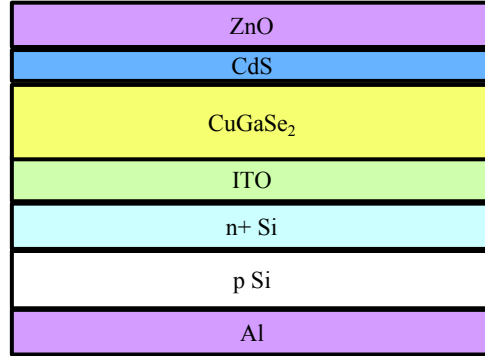 ZnO
CdS
CuGaSe₂
ITO
n+ Si
p Si
Al